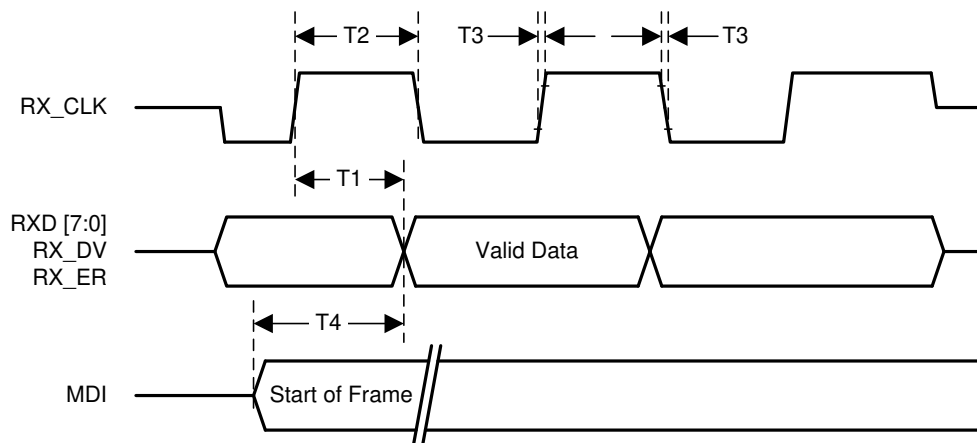 T2
T3
T3
RX_CLK
T1
RXD [7:0]
RX_DV
RX_ER
Valid Data
T4
MDI
Start of Frame